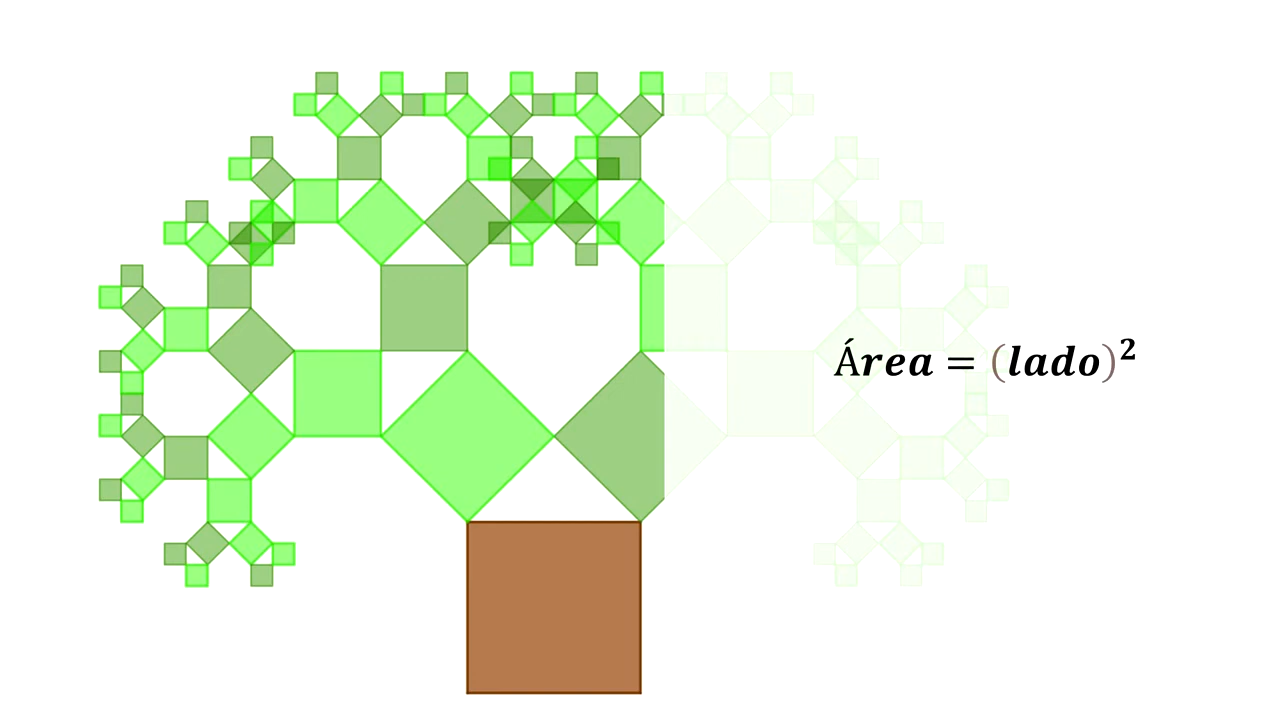 Área = (lado)²